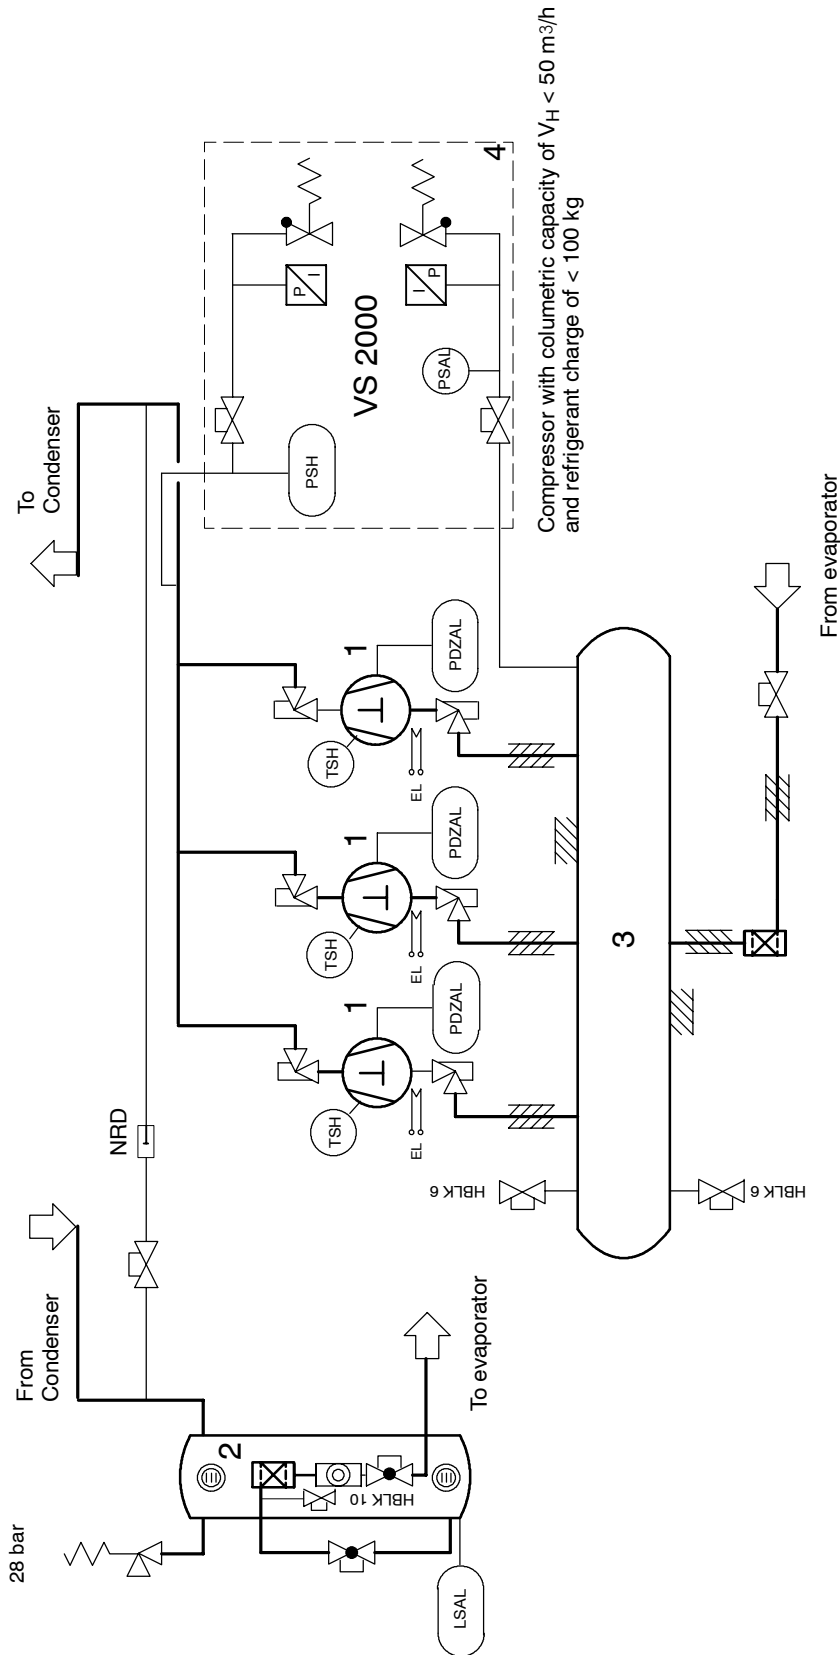 28 bar
From
Condenser
To
Condenser
NRD
2
HBLK 10
LSAL
To evaporator
TSH
TSH
TSH
1
1
1
EL
EL
EL
PDZAL
PDZAL
PDZAL
PSH
P
I
VS 2000
I
P
PSAL
4
Compressor with columetric capacity of VH < 50 m3/h
and refrigerant charge of < 100 kg
HBLK 6
HBLK 6
3
From evaporator